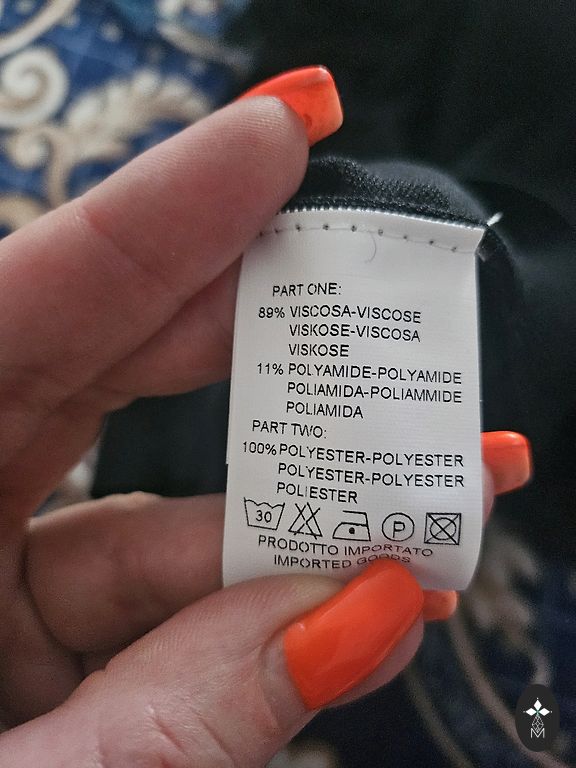 PART ONE:
89% VISCOSA-VISCOSE
VISKOSE-VISCOSA
VISKOSE
11% POLYAMIDE-POLYAMIDE
POLIAMIDA-POLIAMMIDE
POLIAMIDA
PART TWO:
100% POLYESTER-POLYESTER
POLYESTER-POLYESTER
POLIESTER
30 P
PRODOTTO IMPORTATO
IMPORTED GOODS
M